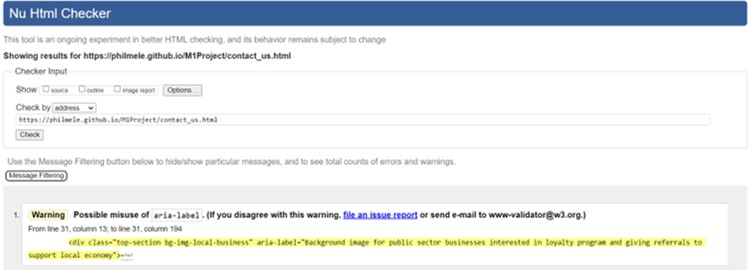 Nu Html Checker
This tool is an ongoing experiment in better HTML checking, and its behavior remains subject to change
Showing results for https://philmele.github.io/M1Project/contact_us.html
Checker Input
Show source outline image report Options...
Check by address
https://philmele.github.io/M1Project/contact_us.html
Check
Use the Message Filtering button below to hide/show particular messages, and to see total counts of errors and warnings.
Message Filtering
1. Warning Possible misuse of aria-label. (If you disagree with this warning, file an issue report or send e-mail to www-validator@w3.org.)
From line 31, column 13; to line 31, column 194
<div class="top-section bg-img-local-business" aria-label="Background image for public sector businesses interested in loyalty program and giving referrals to
support local economy">